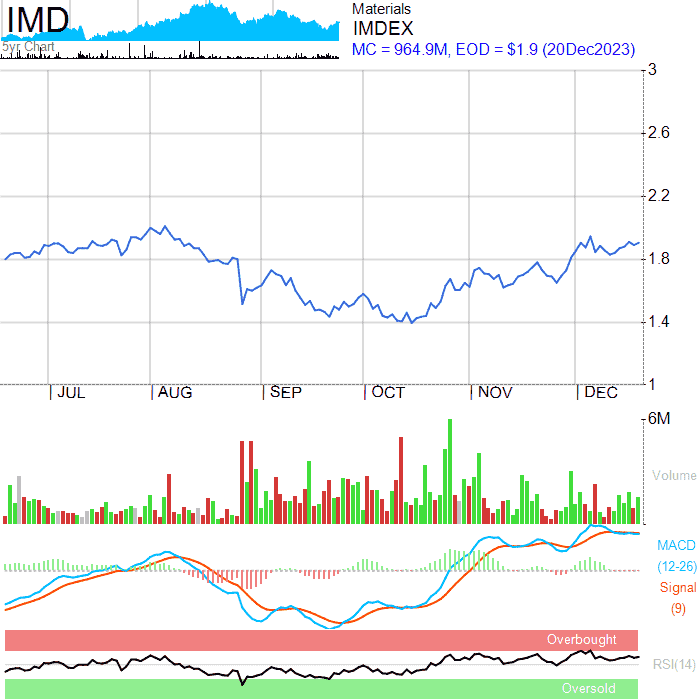 IMD
5yr Chart
Materials
IMDEX
MC = 964.9M, EOD = $1.9 (20Dec2023)
3
2.6
2.2
1.8
1.4
1
JUL AUG SEP OCT NOV DEC
6M
Volume
MACD
(12-26)
Signal
(9)
Overbought
RSI(14)
Oversold